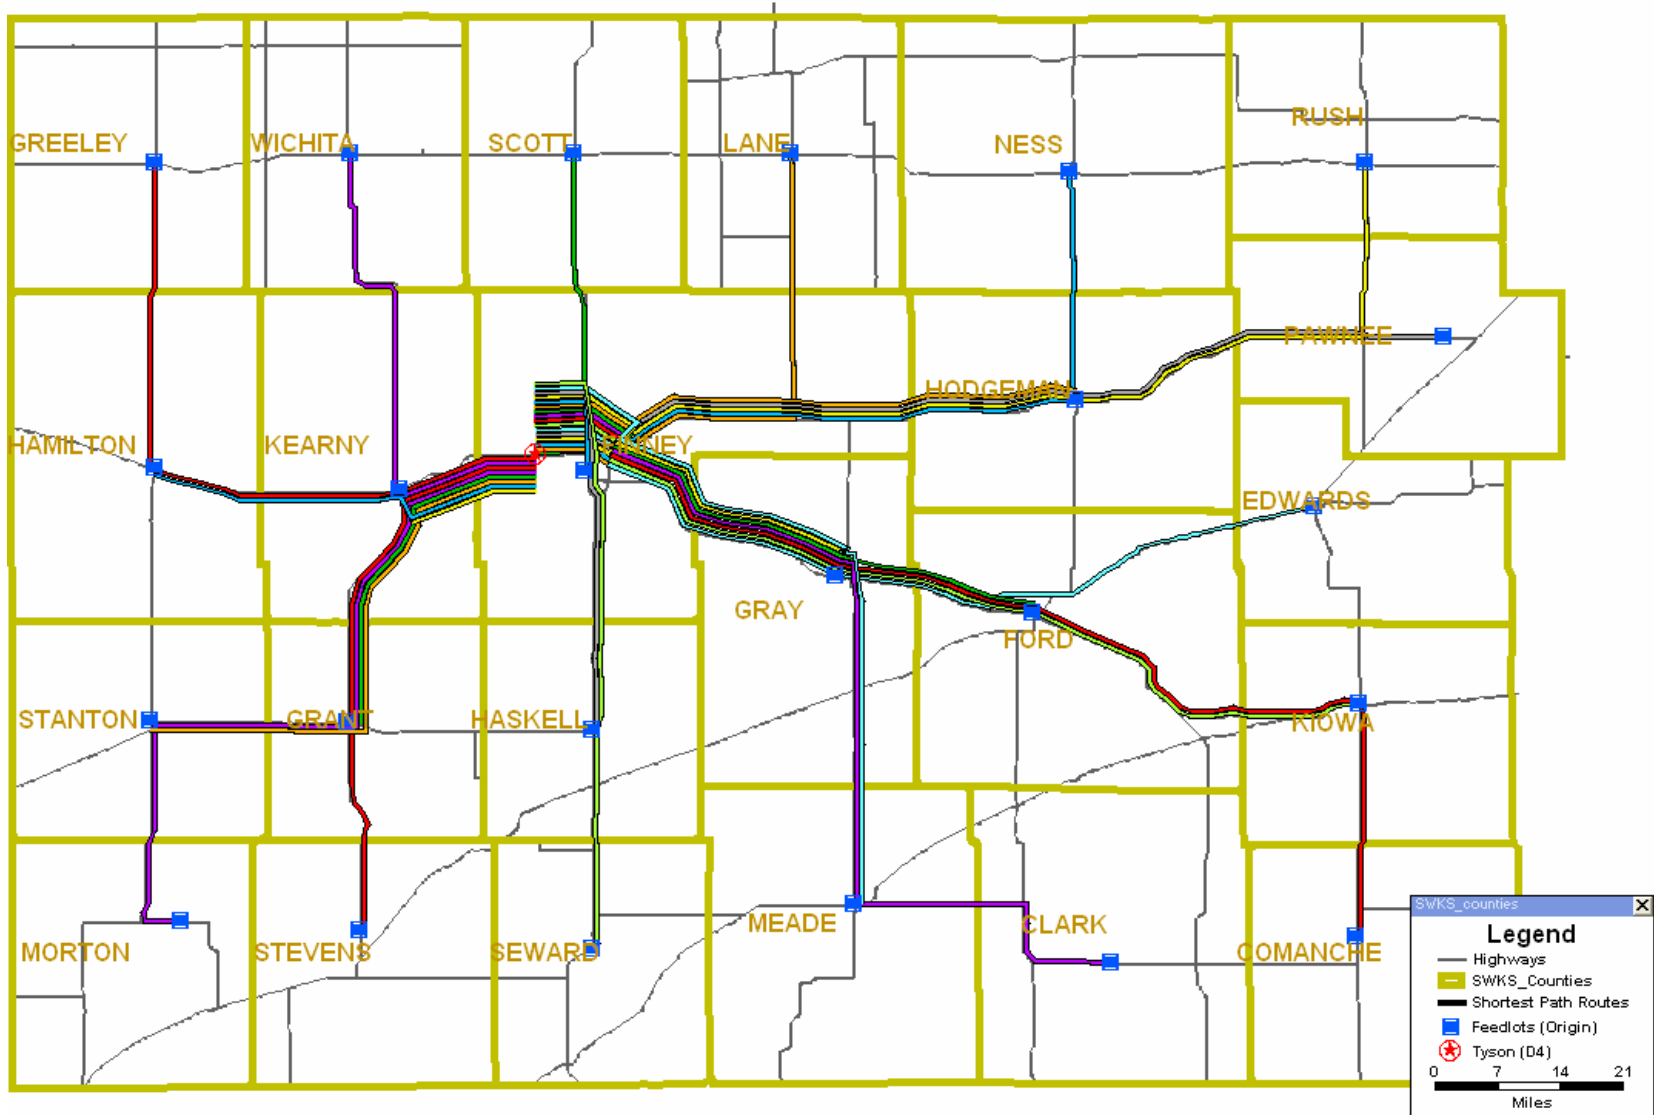 RUSH
GREELEY
WICHITA
SCOTT
LANE
NESS
PAWNEE
HODGEMAN
HAMILTON
KEARNY
FINNEY
EDWARDS
GRAY
FORD
STANTON
GRANT
HASKELL
KIOWA
MEADE
CLARK
MORTON
STEVENS
SEWARD
COMANCHE
SWKS_counties
Legend
Highways
SWKS_Counties
Shortest Path Routes
Feedlots (Origin)
Tyson (D4)
0 7 14 21
Miles